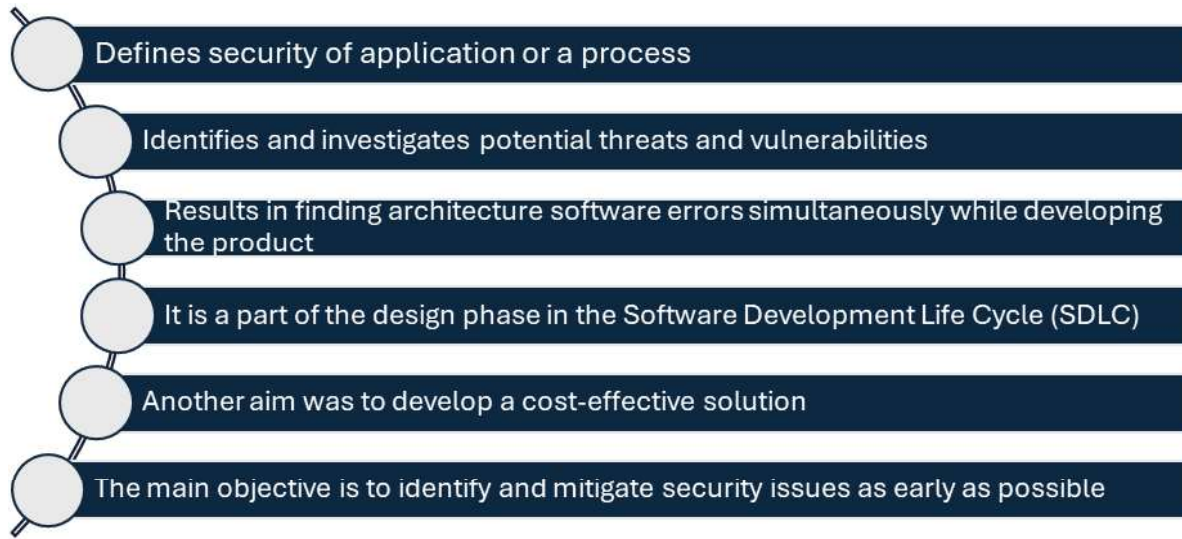 Defines security of application or a process
Identifies and investigates potential threats and vulnerabilities
Results in finding architecture software errors simultaneously while developing
the product
It is a part of the design phase in the Software Development Life Cycle (SDLC)
Another aim was to develop a cost-effective solution
The main objective is to identify and mitigate security issues as early as possible